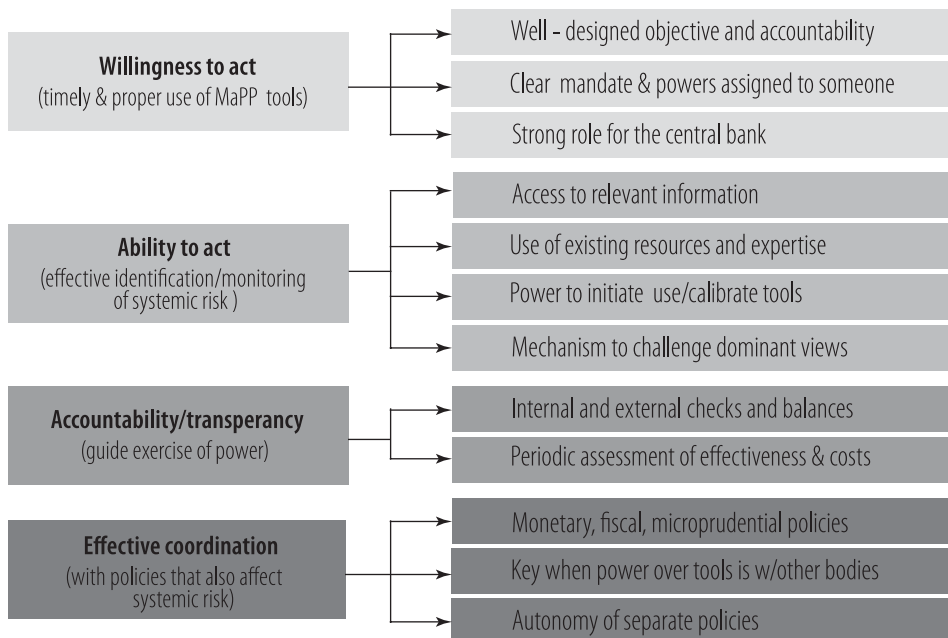 Willingness to act
(timely & proper use of MaPP tools)
Well - designed objective and accountability
Clear mandate & powers assigned to someone
Strong role for the central bank
Ability to act
(effective identification/monitoring
of systemic risk )
Access to relevant information
Use of existing resources and expertise
Power to initiate use/calibrate tools
Mechanism to challenge dominant views
Accountability/transperancy
(guide exercise of power)
Internal and external checks and balances
Periodic assessment of effectiveness & costs
Effective coordination
(with policies that also affect
systemic risk)
Monetary, fiscal, microprudential policies
Key when power over tools is w/other bodies
Autonomy of separate policies